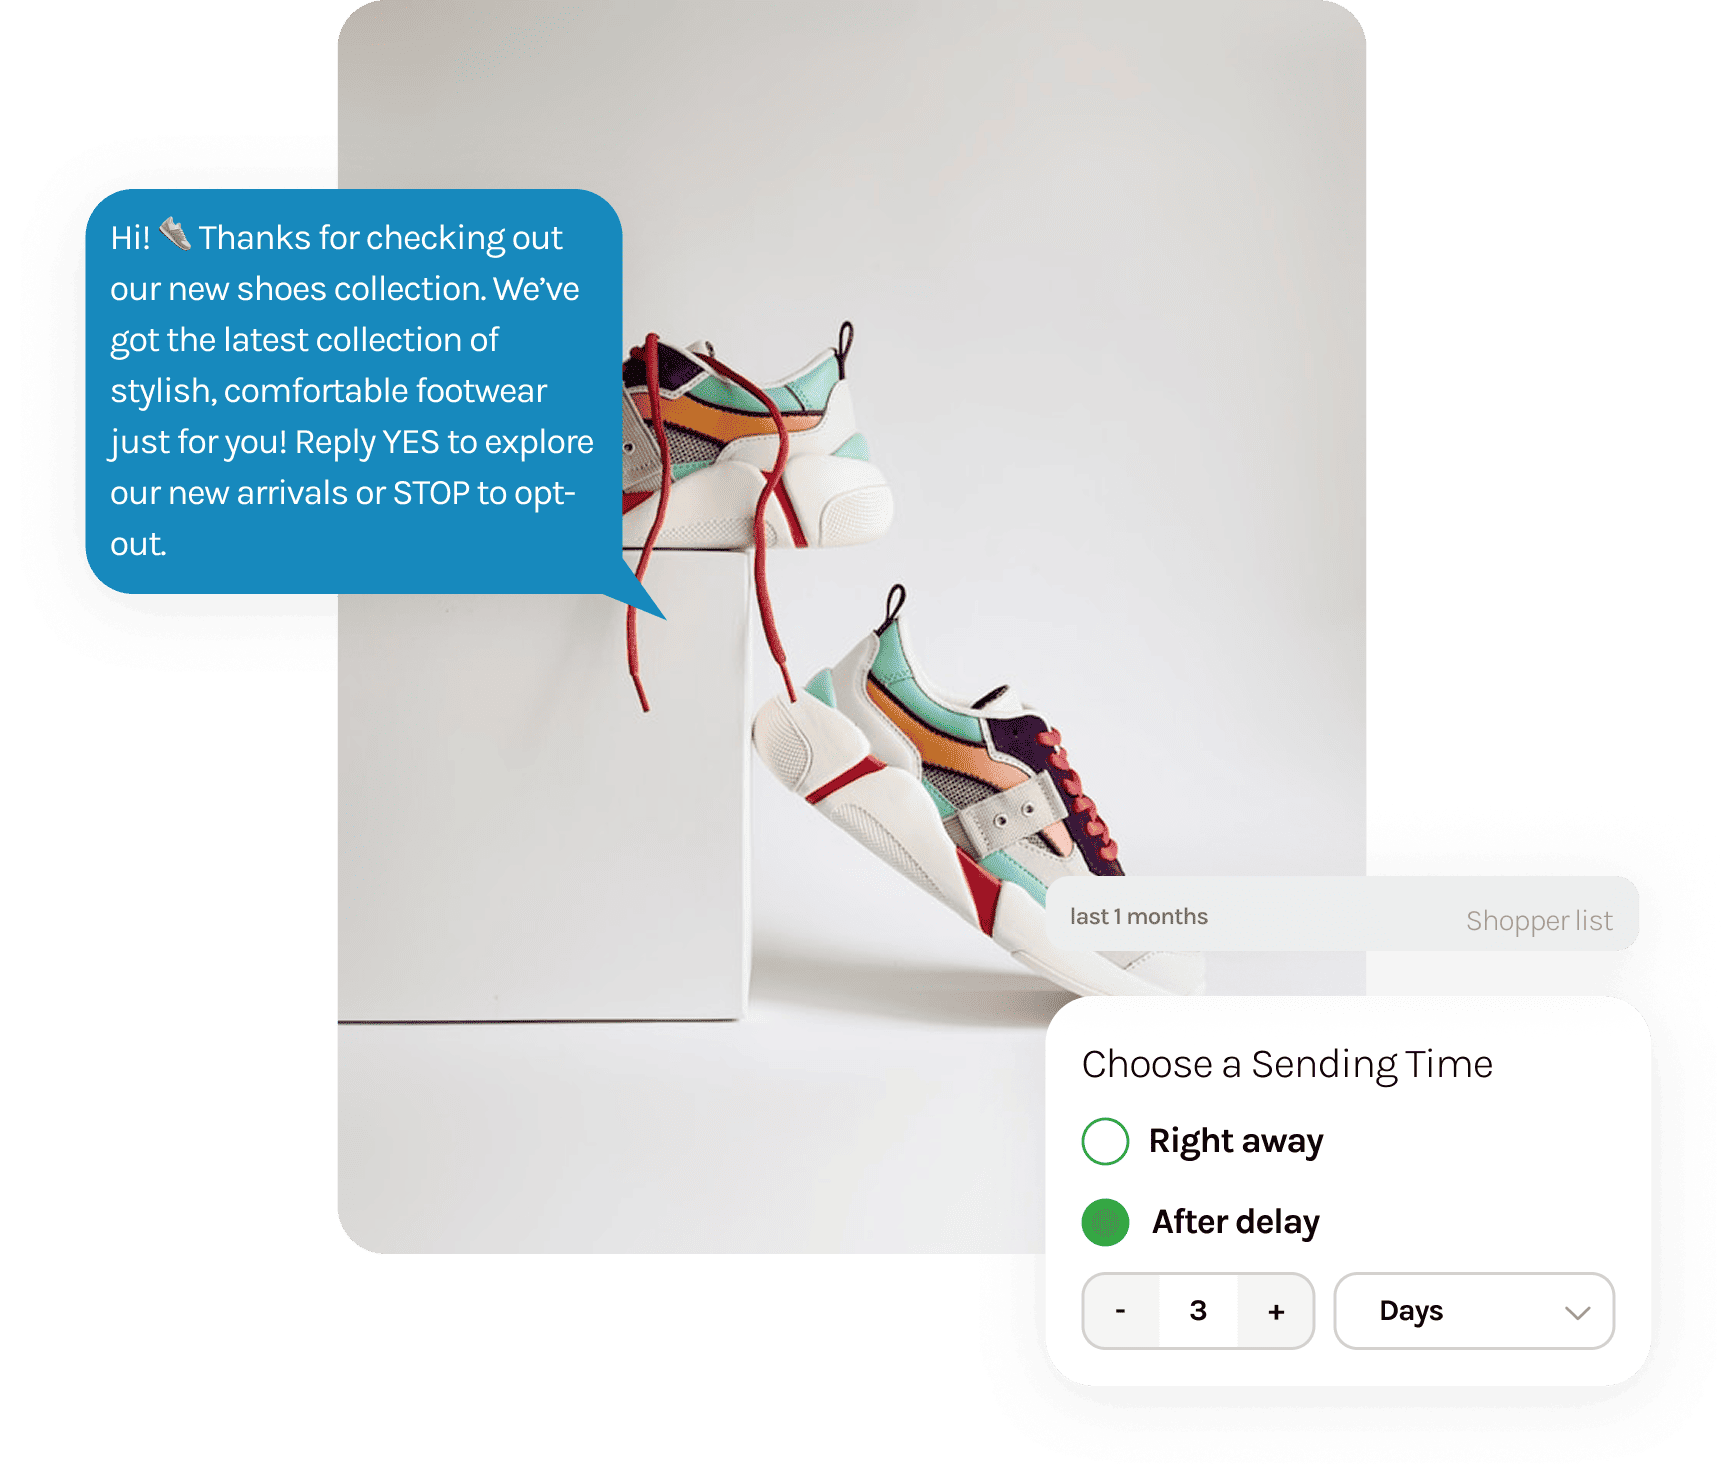 Hi! 👟 Thanks for checking out
our new shoes collection. We’ve
got the latest collection of
stylish, comfortable footwear
just for you! Reply YES to explore
our new arrivals or STOP to opt-
out.
last 1 months
Shopper list
Choose a Sending Time
Right away
After delay
- 3 +
Days